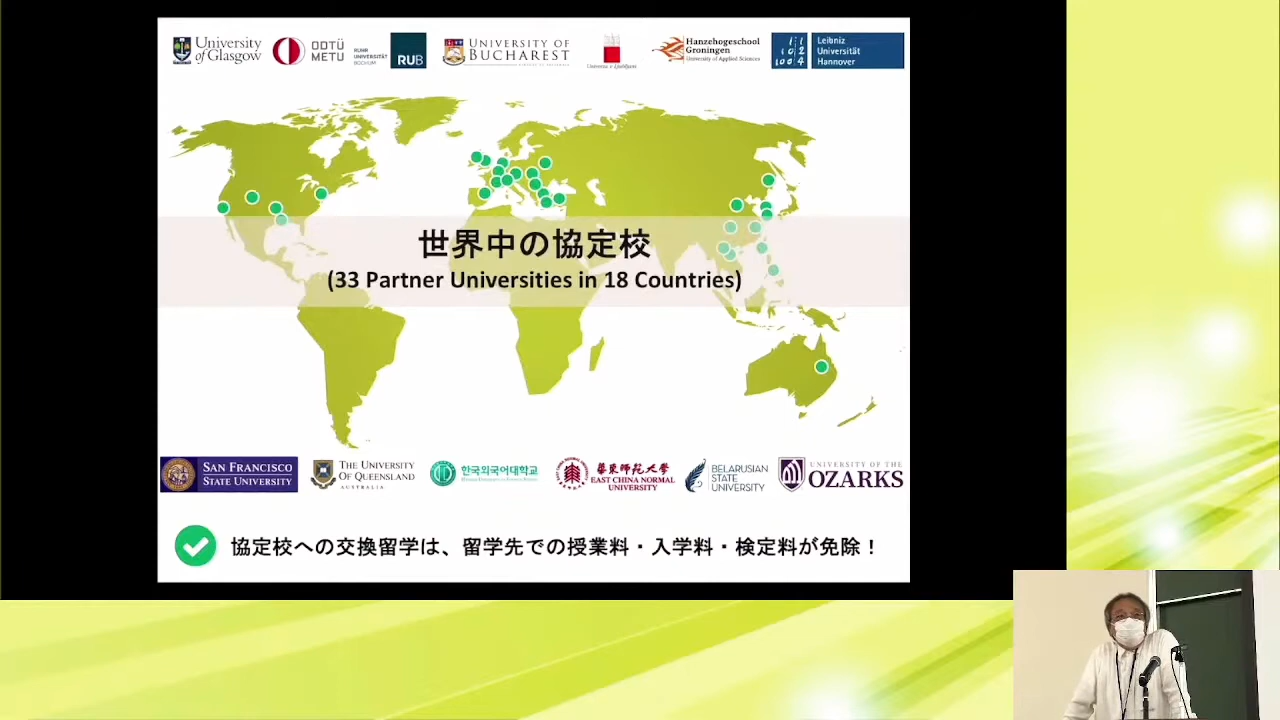 University
of Glasgow
ODTÜ
METU
RUHR
UNIVERSITÄT
BOCHUM
RUB
UNIVERSITY OF
BUCHAREST
Univerza v Ljubljani
Hanzehogeschool
Groningen
University of Applied Sciences
Leibniz
Universität
Hannover
世界中の協定校
(33 Partner Universities in 18 Countries)
SAN FRANCISCO
STATE UNIVERSITY
THE UNIVERSITY
OF QUEENSLAND
AUSTRALIA
한국외국어대학교
華東師范大學
EAST CHINA NORMAL
UNIVERSITY
BELARUSIAN
STATE
UNIVERSITY
UNIVERSITY OF THE
OZARKS
協定校への交換留学は、留学先での授業料・入学料・検定料が免除！